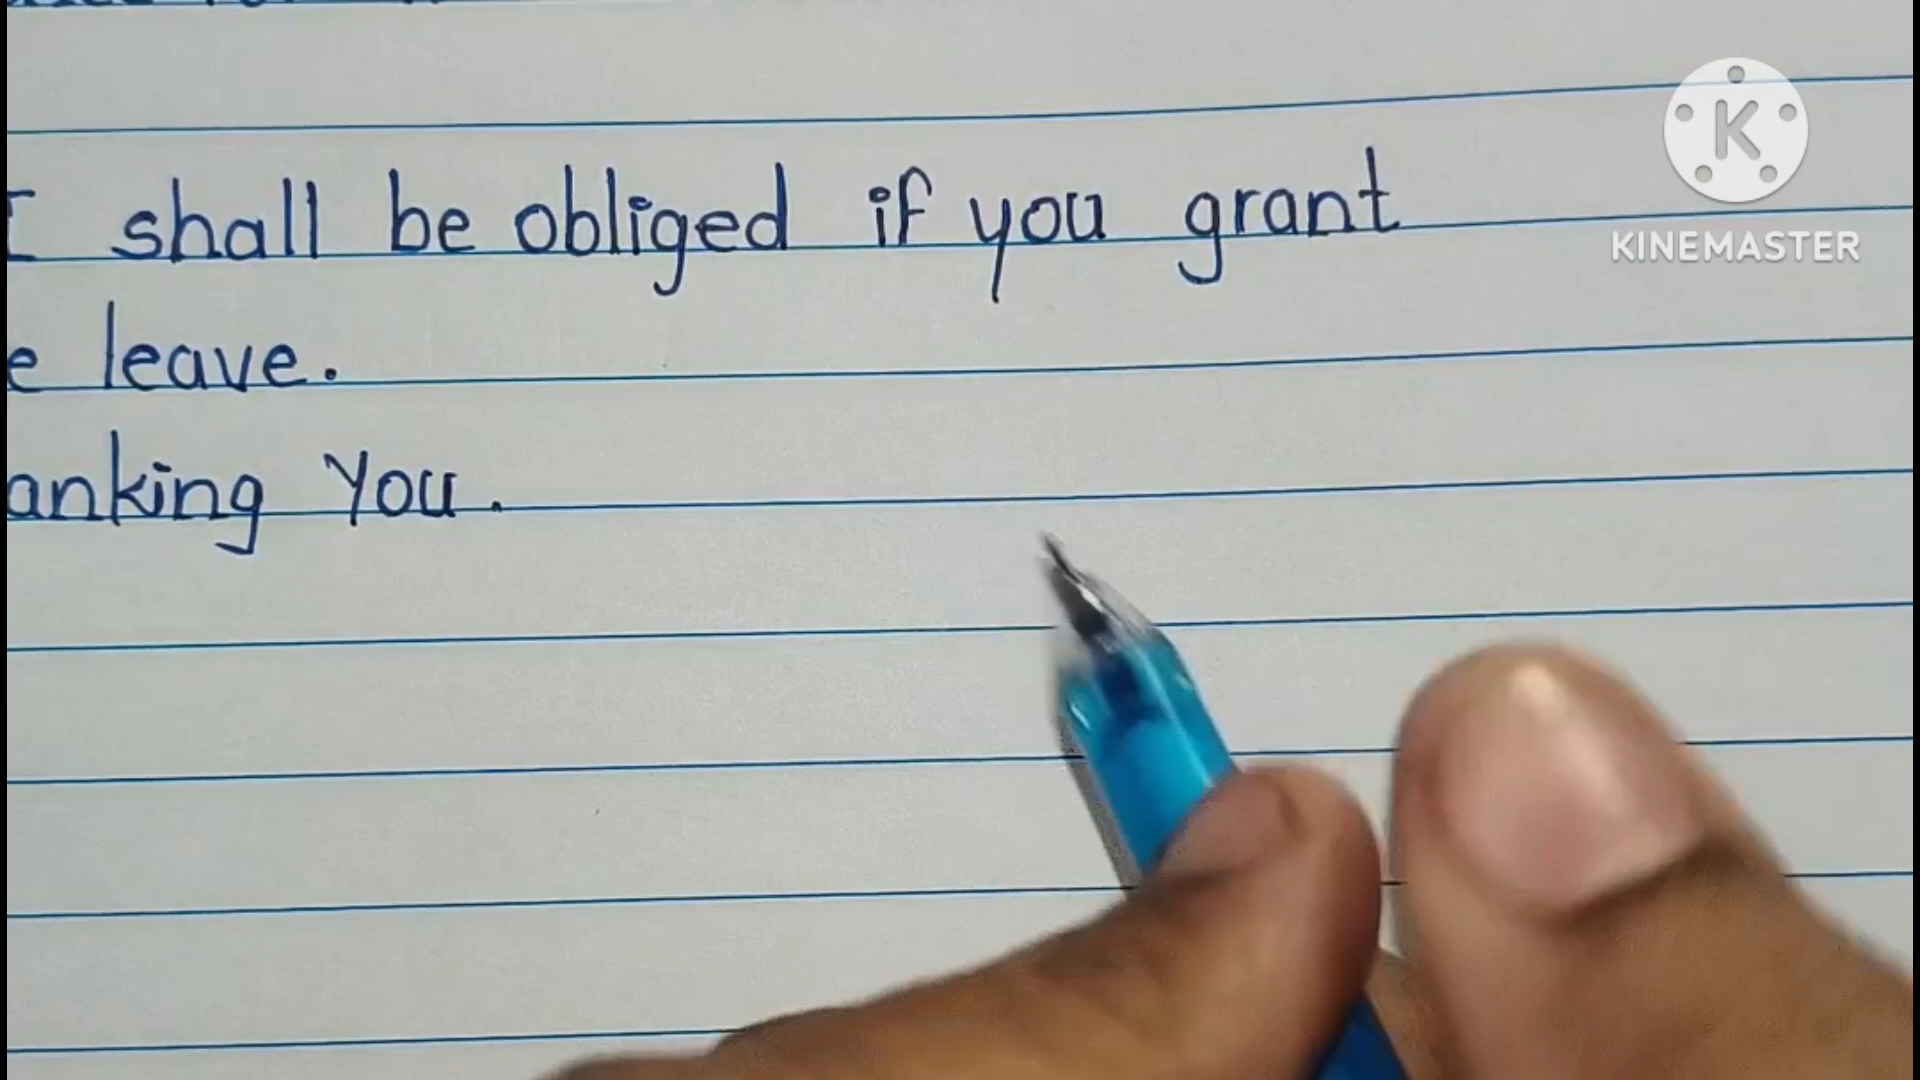 I shall be obliged if you grant
e leave.
anking You.
K
KINEMASTER